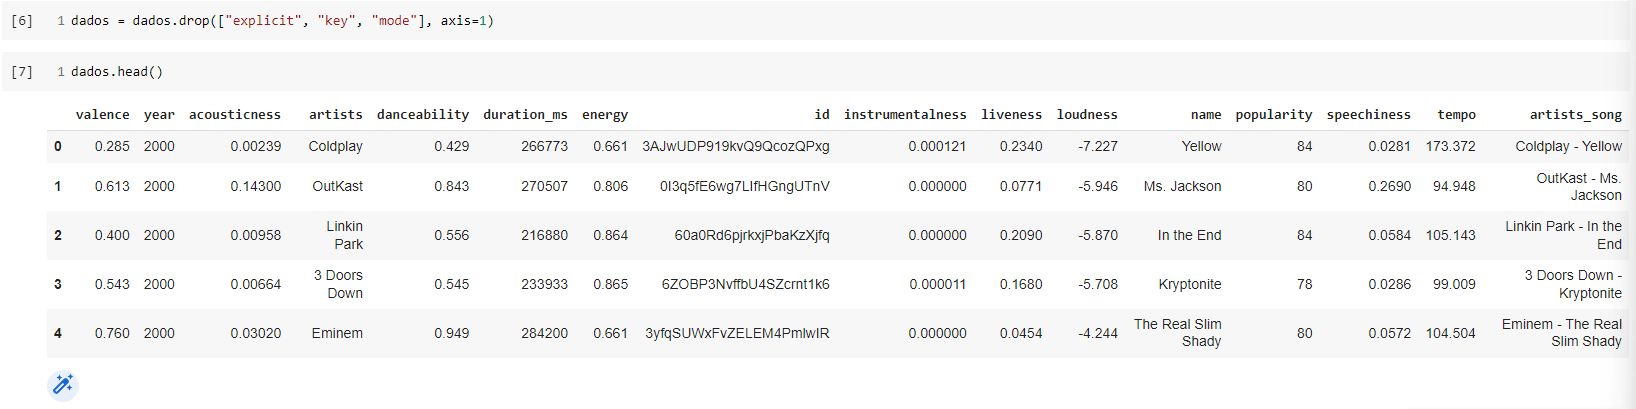 [6] 1 dados = dados.drop(["explicit", "key", "mode"], axis=1)
[7] 1 dados.head()
valence year acousticness artists danceability duration_ms energy id instrumentalness liveness loudness name popularity speechiness tempo artists_song
0 0.285 2000 0.00239 Coldplay 0.429 266773 0.661 3AJwUDP919kvQ9QcozQPxg 0.000121 0.2340 -7.227 Yellow 84 0.0281 173.372 Coldplay - Yellow
1 0.613 2000 0.14300 OutKast 0.843 270507 0.806 0I3q5fE6wg7LIfHGngUTnV 0.000000 0.0771 -5.946 Ms. Jackson 80 0.2690 94.948 OutKast - Ms.
Jackson
2 0.400 2000 0.00958 Linkin
Park 0.556 216880 0.864 60a0Rd6pjrkxjPbaKzXjfq 0.000000 0.2090 -5.870 In the End 84 0.0584 105.143 Linkin Park - In the
End
3 0.543 2000 0.00664 3 Doors
Down 0.545 233933 0.865 6ZOBP3NvffbU4SZcrnt1k6 0.000011 0.1680 -5.708 Kryptonite 78 0.0286 99.009 3 Doors Down -
Kryptonite
4 0.760 2000 0.03020 Eminem 0.949 284200 0.661 3yfqSUWxFvZELEM4PmlwIR 0.000000 0.0454 -4.244 The Real Slim
Shady 80 0.0572 104.504 Eminem - The Real
Slim Shady